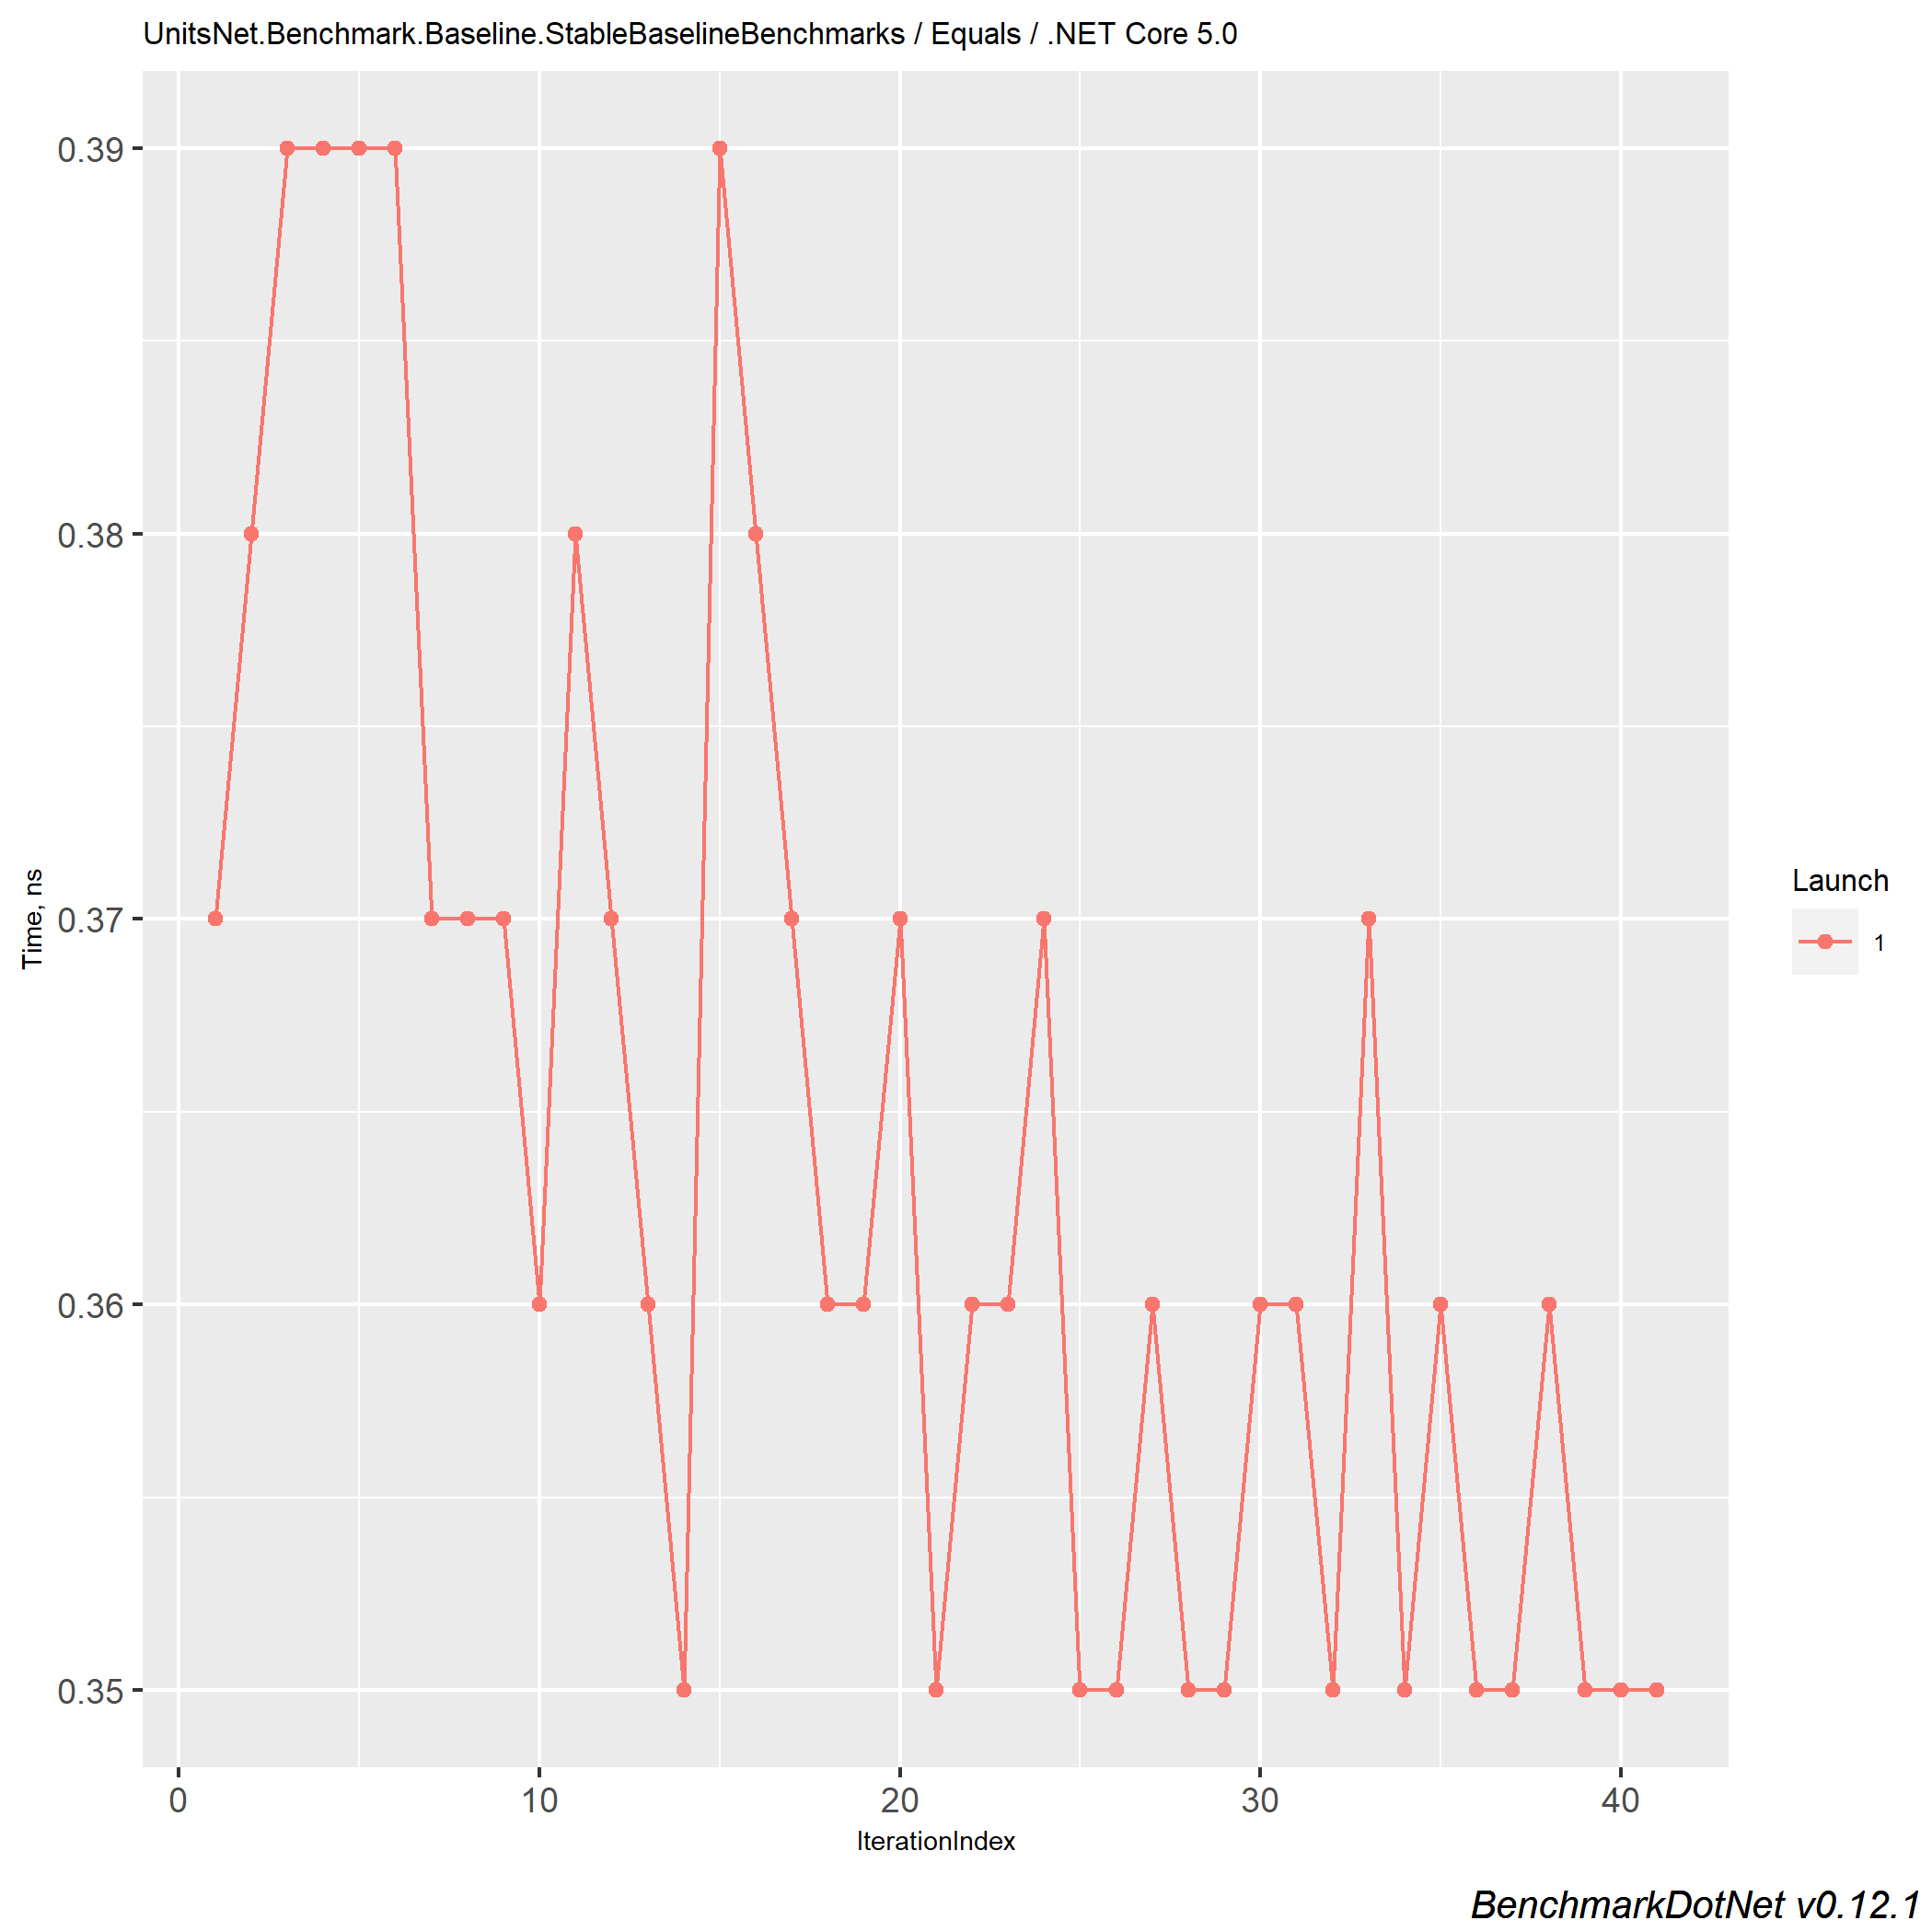 UnitsNet.Benchmark.Baseline.StableBaselineBenchmarks / Equals / .NET Core 5.0
0.39
0.38
0.37
0.36
0.35
Time, ns
0 10 20 30 40
IterationIndex
Launch
1
BenchmarkDotNet v0.12.1